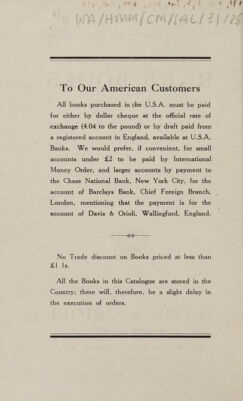 WA/HMM/CM/SAL/31/28
To Our American Customers
All books purchased in the U.S.A. must be paid
for either by dollar cheque at the official rate of
exchange (4.04 to the pound) or by draft paid from
a registered account in England, available at U.S.A.
Banks. We would prefer, if convenient, for small
accounts under £2 to be paid by International
Money Order, and larger accounts by payment to
the Chase National Bank, New York City, for the
account of Barclays Bank, Chief Foreign Branch,
London, mentioning that the payment is for the
account of Davis & Orioli, Wallingford, England.
No Trade discount on Books priced at less than
£1 1s.
All the Books in this Catalogue are stored in the
Country; there will, therefore, be a slight delay in
the execution of orders.